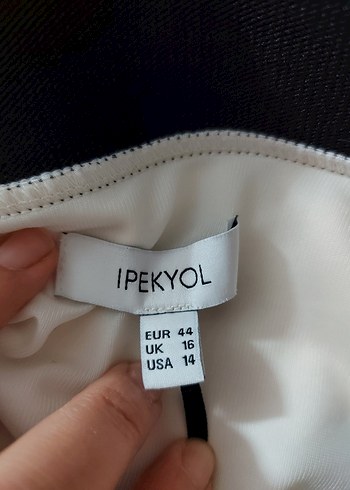 IPEKYOL
EUR 44
UK 16
USA 14